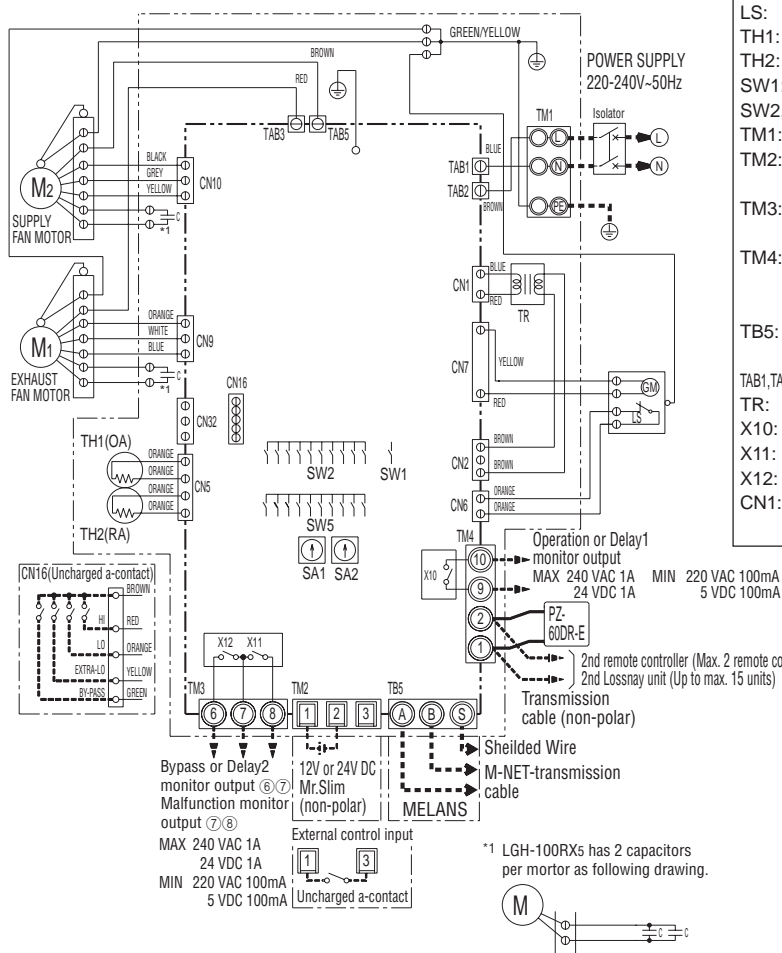 GREEN/YELLOW
BROWN
RED
POWER SUPPLY
220-240V~50Hz
TM1
Isolator
L
L
N
N
PE
TAB3
TAB5
BLUE
TAB1
TAB2
BROWN
BLACK
GREY
YELLOW
CN10
M2
SUPPLY
FAN MOTOR
C
*1
CN1
BLUE
RED
TR
ORANGE
WHITE
BLUE
CN9
M1
EXHAUST
FAN MOTOR
C
*1
CN7
YELLOW
RED
GM
LS
CN16
CN32
TH1(OA)
ORANGE
ORANGE
ORANGE
ORANGE
CN5
TH2(RA)
SW2
SW1
SW5
SA1
SA2
CN2
BROWN
BROWN
CN6
ORANGE
ORANGE
TM4
X10
10
9
2
1
Operation or Delay1
monitor output
MAX 240 VAC 1A MIN 220 VAC 100mA
24 VDC 1A 5 VDC 100mA
PZ-
60DR-E
2nd remote controller (Max. 2 remote co
2nd Lossnay unit (Up to max. 15 units)
Transmission
cable (non-polar)
CN16(Uncharged a-contact)
BROWN
HI
RED
LO
ORANGE
EXTRA-LO
YELLOW
BY-PASS
GREEN
X12
X11
TM3
6
7
8
TM2
1
2
3
TB5
A
B
S
Bypass or Delay2
monitor output ⑥⑦
Malfunction monitor
output ⑦⑧
MAX 240 VAC 1A
24 VDC 1A
MIN 220 VAC 100mA
5 VDC 100mA
12V or 24V DC
Mr.Slim
(non-polar)
External control input
1
3
Uncharged a-contact
Sheilded Wire
M-NET-transmission
cable
MELANS
*1 LGH-100RX5 has 2 capacitors
per mortor as following drawing.
M
C
C
LS:
TH1:
TH2:
SW1
SW2
TM1:
TM2:
TM3:
TM4:
TB5:
TAB1,TA
TR:
X10:
X11:
X12:
CN1: